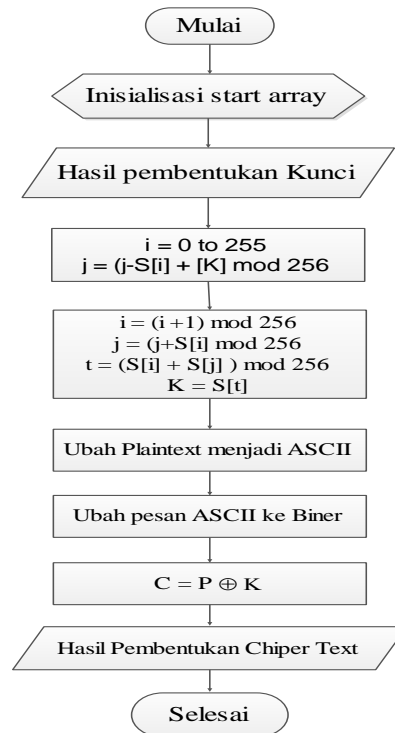 Mulai
Inisialisasi start array
Hasil pembentukan Kunci
i = 0 to 255
j = (j-S[i] + [K] mod 256
i = (i +1) mod 256
j = (j+S[i] mod 256
t = (S[i] + S[j] ) mod 256
K = S[t]
Ubah Plaintext menjadi ASCII
Ubah pesan ASCII ke Biner
C = P ⊕ K
Hasil Pembentukan Chiper Text
Selesai